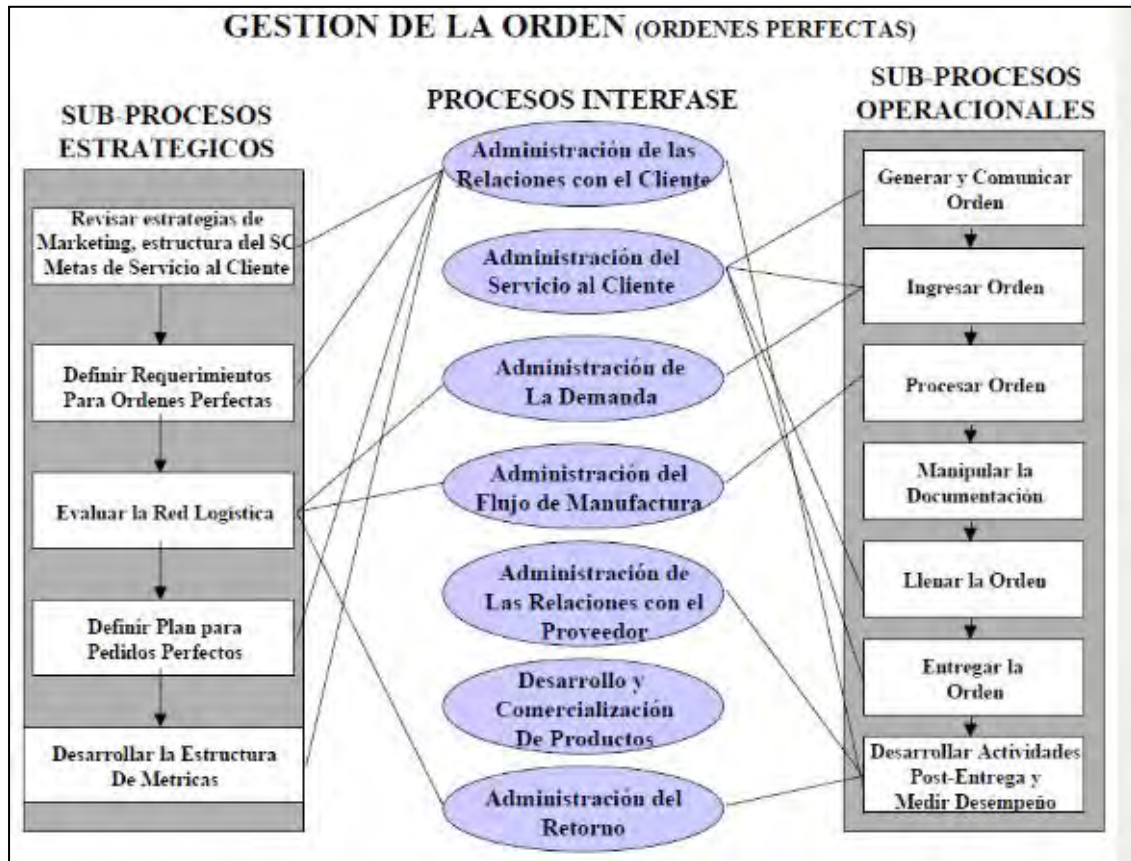 GESTION DE LA ORDEN (ORDENES PERFECTAS)
SUB-PROCESOS
ESTRATEGICOS
Revisar estrategias de
Marketing, estructura del SC
Metas de Servicio al Cliente
Definir Requerimientos
Para Ordenes Perfectas
Evaluar la Red Logística
Definir Plan para
Pedidos Perfectos
Desarrollar la Estructura
De Metricas
PROCESOS INTERFASE
Administración de las
Relaciones con el Cliente
Administración del
Servicio al Cliente
Administración de
La Demanda
Administración del
Flujo de Manufactura
Administración de
Las Relaciones con el
Proveedor
Desarrollo y
Comercialización
De Productos
Administración del
Retorno
SUB-PROCESOS
OPERACIONALES
Generar y Comunicar
Orden
Ingresar Orden
Procesar Orden
Manipular la
Documentación
Llenar la Orden
Entregar la
Orden
Desarrollar Actividades
Post-Entrega y
Medir Desempeño